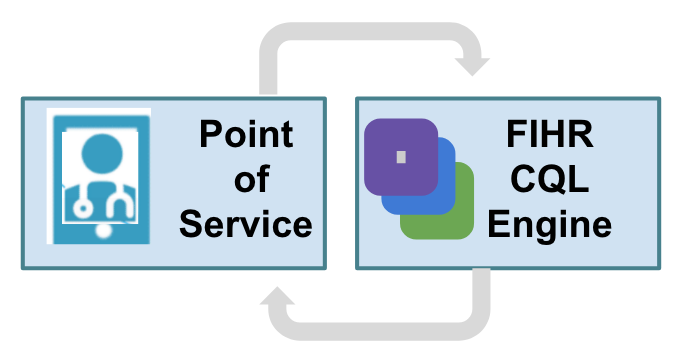 Point
of
Service
FIHR
CQL
Engine